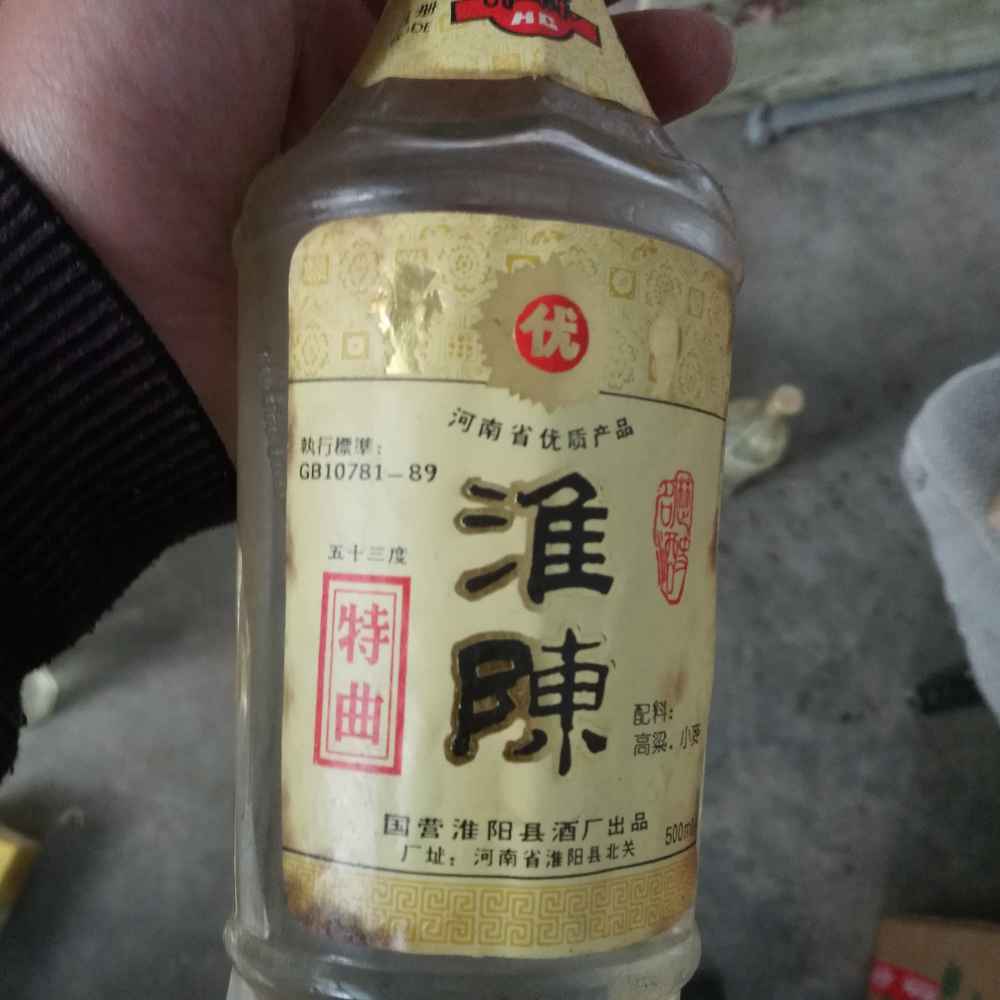 HC
优
河南省优质产品
執行標準:
GB10781-89
淮陳
五十三度
特曲
配料:
高粱.小麦
国营淮阳县酒厂出品
500ml
厂址:河南省淮阳县北关